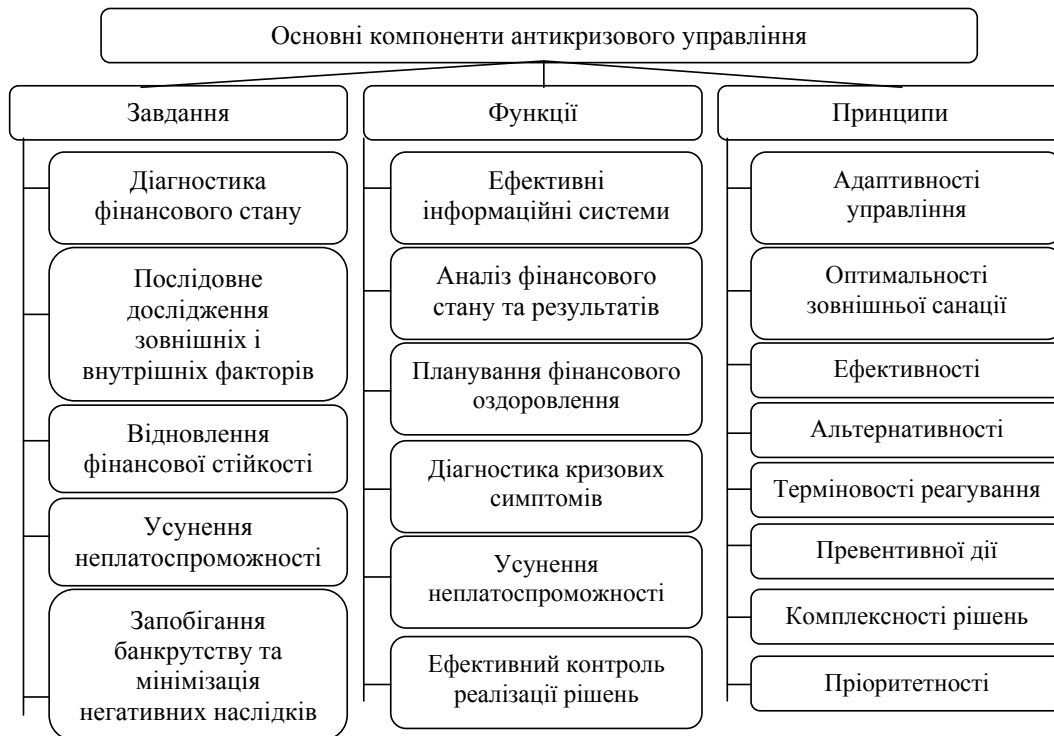 Основні компоненти антикризового управління
Завдання
Діагностика
фінансового стану
Послідовне
дослідження
зовнішніх і
внутрішніх факторів
Відновлення
фінансової стійкості
Усунення
неплатоспроможності
Запобігання
банкрутству та
мінімізація
негативних наслідків
Функції
Ефективні
інформаційні системи
Аналіз фінансового
стану та результатів
Планування фінансового
оздоровлення
Діагностика кризових
симптомів
Усунення
неплатоспроможності
Ефективний контроль
реалізації рішень
Принципи
Адаптивності
управління
Оптимальності
зовнішньої санації
Ефективності
Альтернативності
Терміновості реагування
Превентивної дії
Комплексності рішень
Пріоритетності